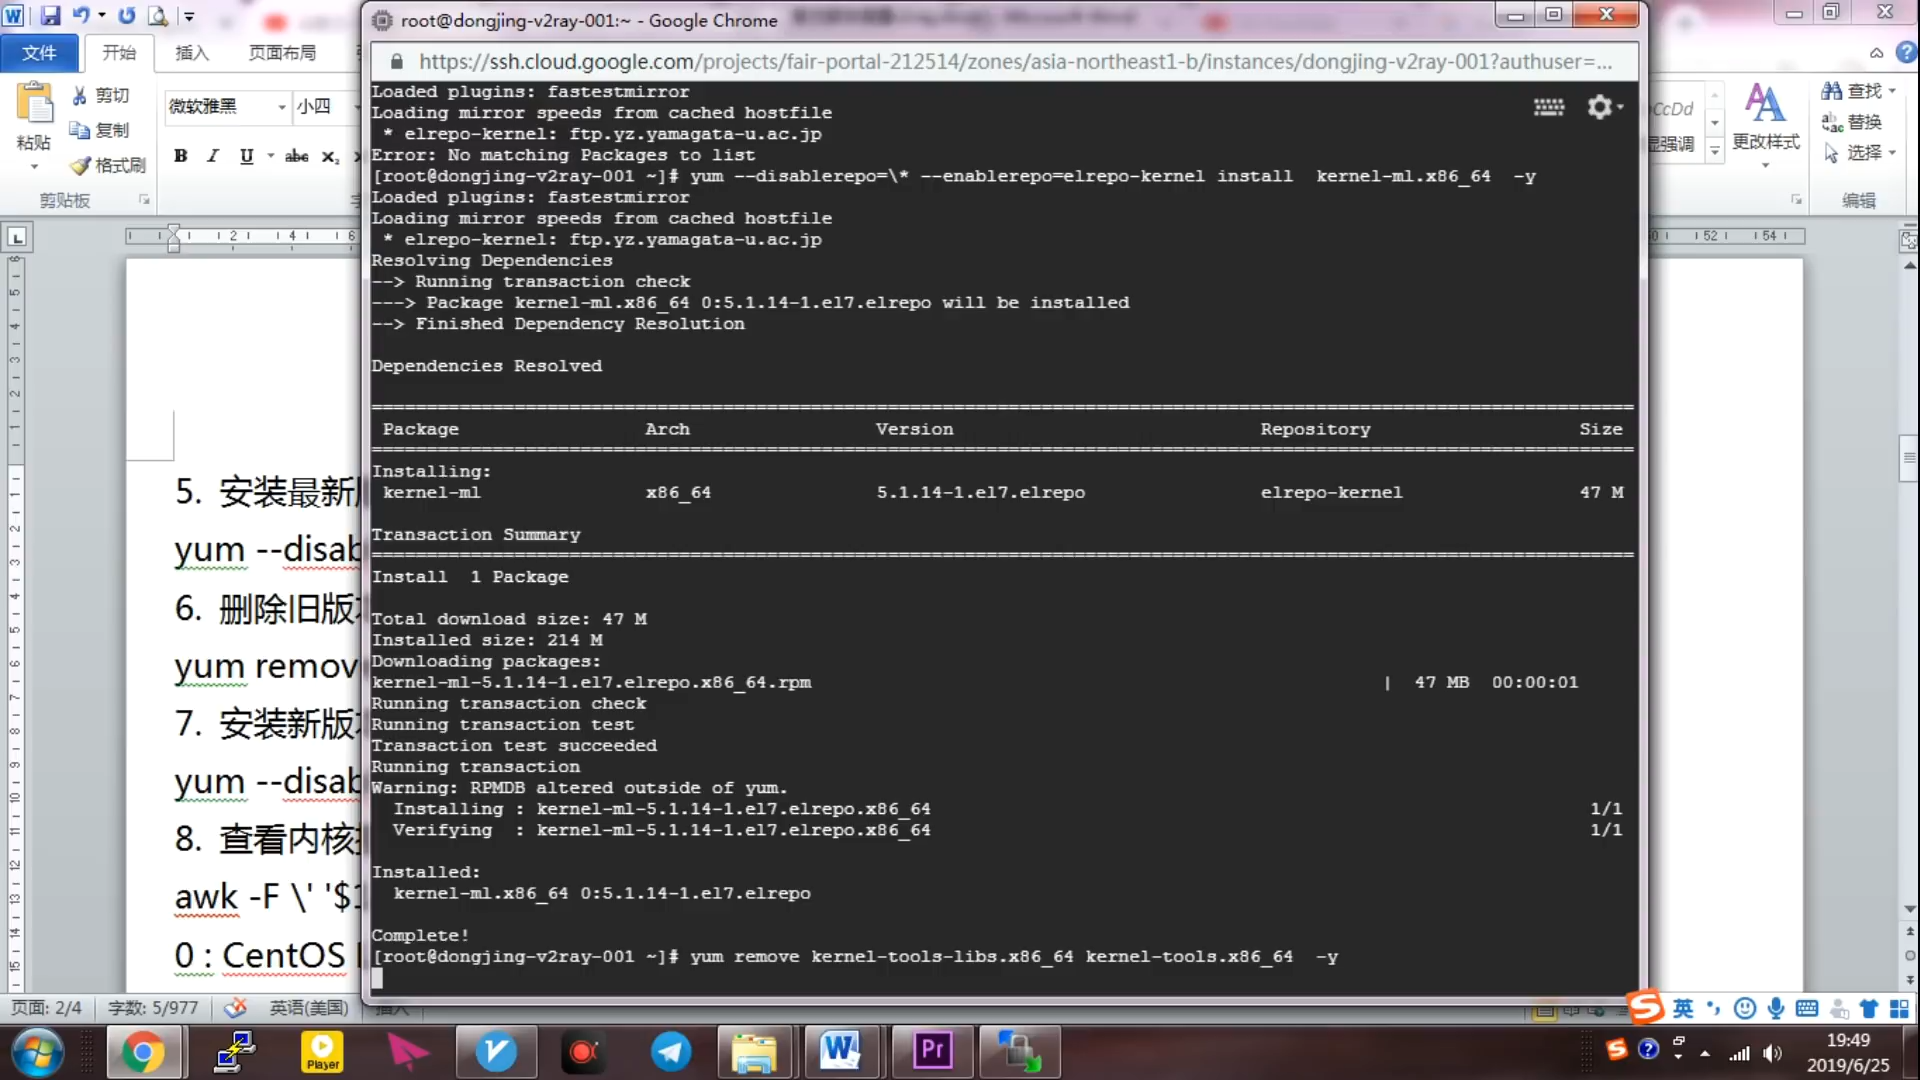 root@dongjing-v2ray-001:~ - Google Chrome
https://ssh.cloud.google.com/projects/fair-portal-212514/zones/asia-northeast1-b/instances/dongjing-v2ray-001?authuser=...
文件
开始
插入
页面布局
粘贴
剪切
复制
格式刷
剪贴板
微软雅黑
小四
更改样式
查找
替换
选择
编辑
Loaded plugins: fastestmirror
Loading mirror speeds from cached hostfile
* elrepo-kernel: ftp.yz.yamagata-u.ac.jp
Error: No matching Packages to list
[root@dongjing-v2ray-001 ~]# yum --disablerepo=\* --enablerepo=elrepo-kernel install  kernel-ml.x86_64  -y
Loaded plugins: fastestmirror
Loading mirror speeds from cached hostfile
* elrepo-kernel: ftp.yz.yamagata-u.ac.jp
Resolving Dependencies
--> Running transaction check
---> Package kernel-ml.x86_64 0:5.1.14-1.el7.elrepo will be installed
--> Finished Dependency Resolution
Dependencies Resolved
Package Arch Version Repository Size
Installing:
kernel-ml x86_64 5.1.14-1.el7.elrepo elrepo-kernel 47 M
Transaction Summary
Install  1 Package
Total download size: 47 M
Installed size: 214 M
Downloading packages:
kernel-ml-5.1.14-1.el7.elrepo.x86_64.rpm | 47 MB 00:00:01
Running transaction check
Running transaction test
Transaction test succeeded
Running transaction
Warning: RPMDB altered outside of yum.
Installing : kernel-ml-5.1.14-1.el7.elrepo.x86_64 1/1
Verifying  : kernel-ml-5.1.14-1.el7.elrepo.x86_64 1/1
Installed:
kernel-ml.x86_64 0:5.1.14-1.el7.elrepo
Complete!
[root@dongjing-v2ray-001 ~]# yum remove kernel-tools-libs.x86_64 kernel-tools.x86_64  -y
5. 安装最新
yum --disab
6. 删除旧版
yum remov
7. 安装新版
yum --disab
8. 查看内核
awk -F \' '$
0 : CentOS
页面: 2/4
字数: 5/977
英语(美国)
插入
英
Player
Pr
19:49
2019/6/25